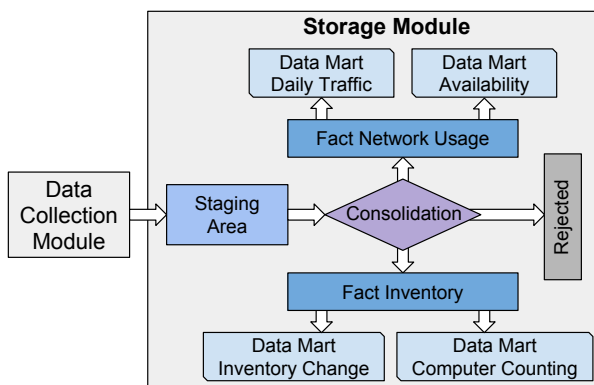 Storage Module
Data Mart
Daily Traffic
Data Mart
Availability
Fact Network Usage
Data
Collection
Module
Staging
Area
Consolidation
Rejected
Fact Inventory
Data Mart
Inventory Change
Data Mart
Computer Counting